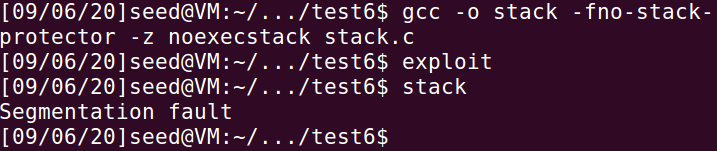 [09/06/20]seed@VM:~/.../test6$ gcc -o stack -fno-stack-
protector -z noexecstack stack.c
[09/06/20]seed@VM:~/.../test6$ exploit
[09/06/20]seed@VM:~/.../test6$ stack
Segmentation fault
[09/06/20]seed@VM:~/.../test6$